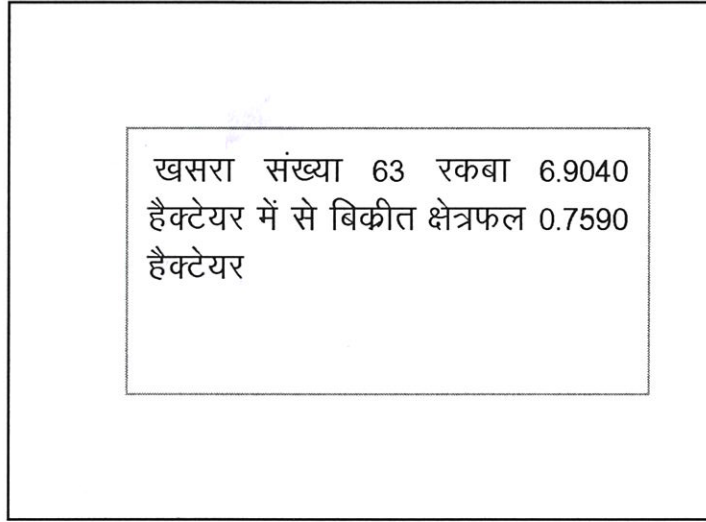 खसरा संख्या 63 रकबा 6.9040
हैक्टेयर में से बिक्रीत क्षेत्रफल 0.7590
हैक्टेयर